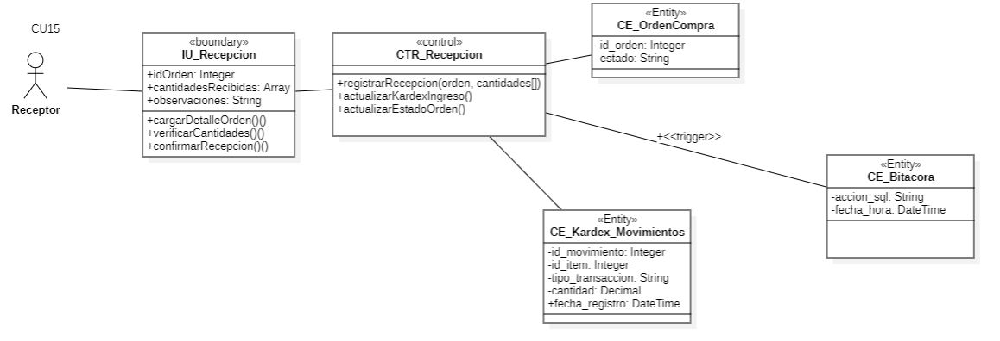 CU15
Receptor
«boundary»
IU_Recepcion
+idOrden: Integer
+cantidadesRecibidas: Array
+observaciones: String
+cargarDetalleOrden()()
+verificarCantidades()()
+confirmarRecepcion()()
«control»
CTR_Recepcion
+registrarRecepcion(orden, cantidades[])
+actualizarKardexIngreso()
+actualizarEstadoOrden()
«Entity»
CE_OrdenCompra
-id_orden: Integer
-estado: String
+<<trigger>>
«Entity»
CE_Bitacora
-accion_sql: String
-fecha_hora: DateTime
«Entity»
CE_Kardex_Movimientos
-id_movimiento: Integer
-id_item: Integer
-tipo_transaccion: String
-cantidad: Decimal
+fecha_registro: DateTime